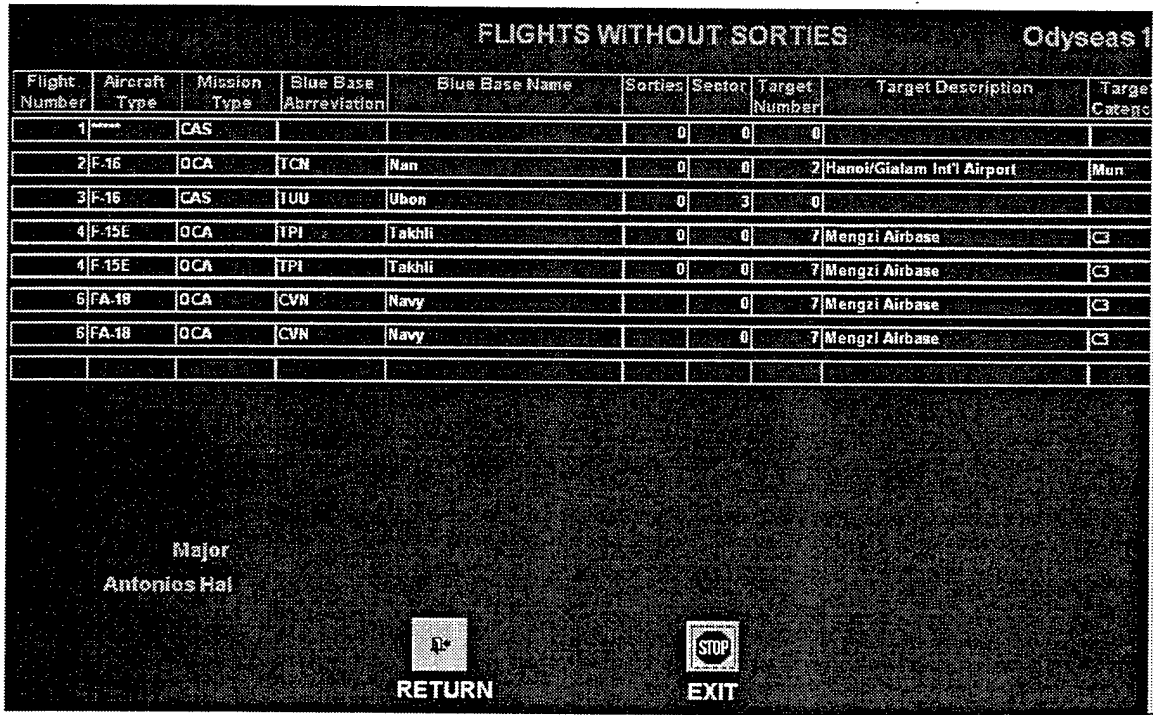 FLIGHTS WITHOUT SORTIES Odyseas 1
Flight Number Aircraft Type Mission Type Blue Base Abrreviation Blue Base Name Sorties Sector Target Number Target Description Target Catego
1 ****** CAS 0 0 0
2 F-16 OCA TCN Nan 0 0 2 Hanoi/Gialam Int'l Airport Mun
3 F-16 CAS TUU Ubon 0 3 0
4 F-15E OCA TPI Takhli 0 0 7 Mengzi Airbase C3
4 F-15E OCA TPI Takhli 0 0 7 Mengzi Airbase C3
6 FA-18 OCA CVN Navy 0 7 Mengzi Airbase C3
6 FA-18 OCA CVN Navy 0 7 Mengzi Airbase C3
Major
Antonios Hal
STOP
RETURN EXIT